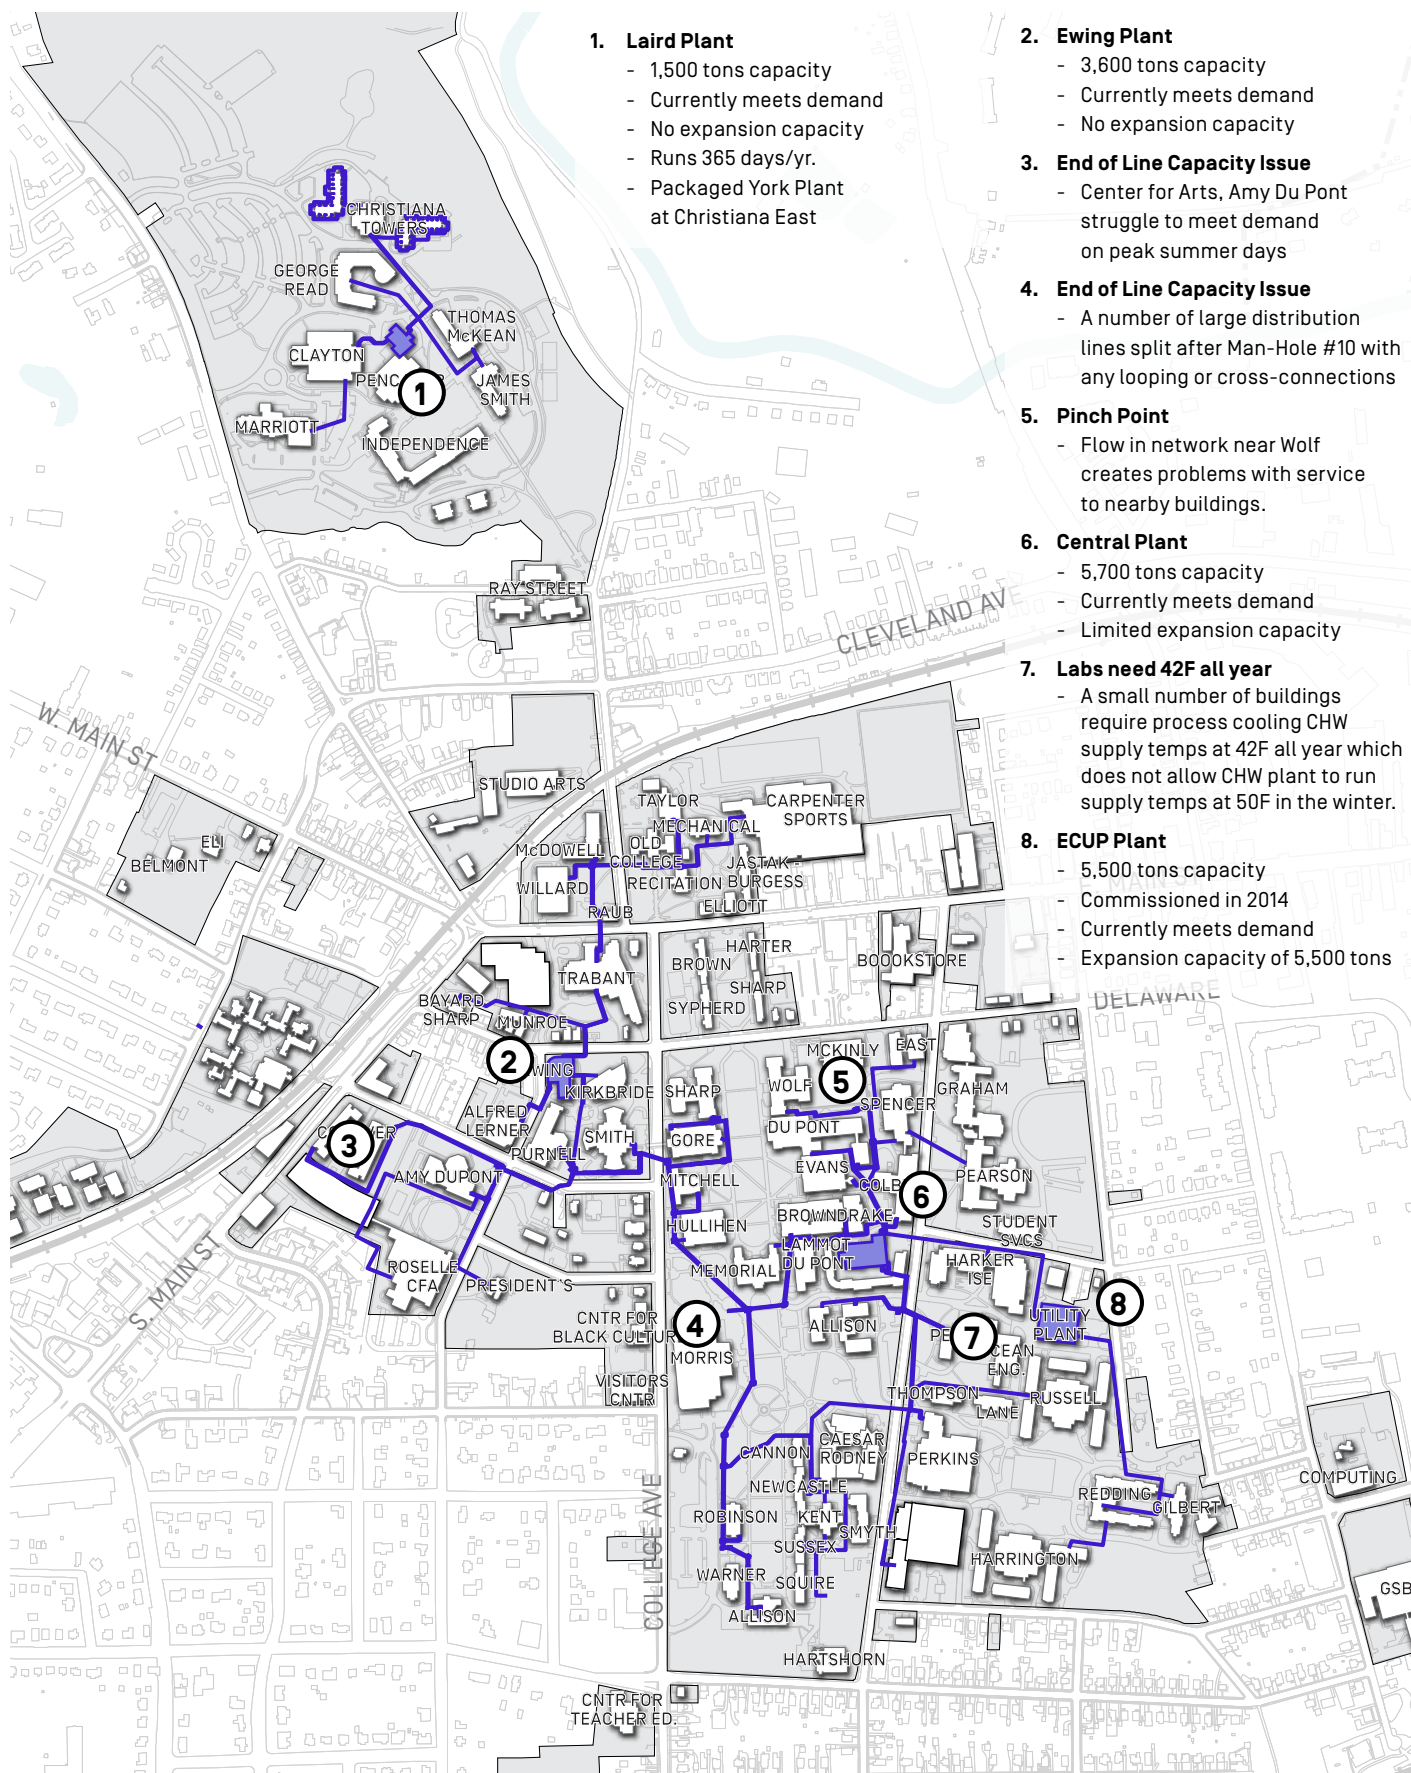 1. Laird Plant
- 1,500 tons capacity
- Currently meets demand
- No expansion capacity
- Runs 365 days/yr.
- Packaged York Plant
at Christiana East
2. Ewing Plant
- 3,600 tons capacity
- Currently meets demand
- No expansion capacity
3. End of Line Capacity Issue
- Center for Arts, Amy Du Pont
struggle to meet demand
on peak summer days
4. End of Line Capacity Issue
- A number of large distribution
lines split after Man-Hole #10 with
any looping or cross-connections
5. Pinch Point
- Flow in network near Wolf
creates problems with service
to nearby buildings.
6. Central Plant
- 5,700 tons capacity
- Currently meets demand
- Limited expansion capacity
7. Labs need 42F all year
- A small number of buildings
require process cooling CHW
supply temps at 42F all year which
does not allow CHW plant to run
supply temps at 50F in the winter.
8. ECUP Plant
- 5,500 tons capacity
- Commissioned in 2014
- Currently meets demand
- Expansion capacity of 5,500 tons
CHRISTIANA
TOWERS
GEORGE
READ
THOMAS
McKEAN
CLAYTON
JAMES
SMITH
1
MARRIOTT
INDEPENDENCE
RAY STREET
CLEVELAND AV
W. MAIN ST
STUDIO ARTS
TAYLOR
CARPENTER
SPORTS
MECHANICAL
ELI
BELMONT
McDOWELL
OLD
COLLEGE
JASTAK -
BURGESS
WILLARD
RECITATION
ELLIOTT
RAUB
HARTER
BROWN
BOOOKSTORE
TRABANT
SHARP
SYPHERD
BAYARD
SHARP
MUNROE
DELAWARE
2
WING
KIRKBRIDE
SHARP
MCKINLY
EAST
WOLF
5
SPENCER
GRAHAM
ALFRED
LERNER
SMITH
GORE
DU PONT
3
PURNELL
AMY DUPONT
MITCHELL
EVANS
COLB
6
PEARSON
HULLIHEN
BROWN
DRAKE
STUDENT
SVCS
LAMMOT
DU PONT
MEMORIAL
HARKER
ISE
ROSELLE
CFA
PRESIDENT'S
S. MAIN ST
8
CNTR FOR
BLACK CULTUR
4
ALLISON
PE
7
CEAN
ENG.
UTILITY
PLANT
MORRIS
VISITORS
CNTR
THOMPSON
LANE
RUSSELL
CANNON
CAESAR
RODNEY
PERKINS
NEWCASTLE
COMPUTING
COLLEGE AVE
ROBINSON
KENT
SMYTH
REDDING
GILBERT
SUSSEX
HARRINGTON
WARNER
SQUIRE
ALLISON
GSB
HARTSHORN
CNTR FOR
TEACHER ED.